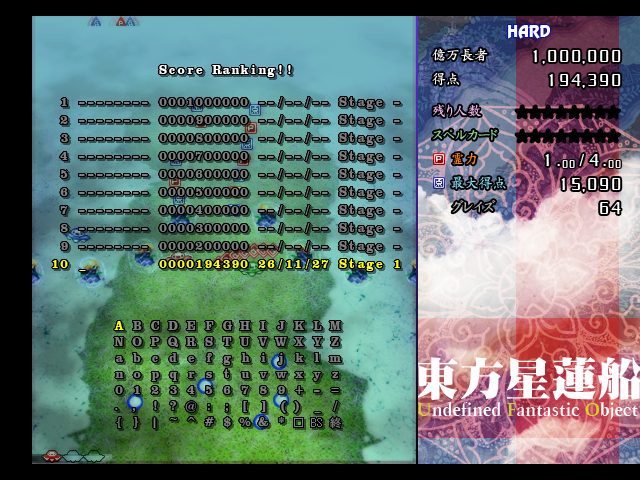 Score Ranking!!
1 -------- 0001000000 --/--/-- Stage -
2 -------- 0000900000 --/--/-- Stage -
3 -------- 0000800000 --/--/-- Stage -
4 -------- 0000700000 --/--/-- Stage -
5 -------- 0000600000 --/--/-- Stage -
6 -------- 0000500000 --/--/-- Stage -
7 -------- 0000400000 --/--/-- Stage -
8 -------- 0000300000 --/--/-- Stage -
9 -------- 0000200000 --/--/-- Stage -
10 _ 0000194390 26/11/27 Stage 1
A B C D E F G H I J K L M
N O P Q R S T U V W X Y Z
a b c d e f g h i j k l m
n o p q r s t u v w x y z
0 1 2 3 4 5 6 7 8 9 + - =
. , ! ? @ : ; [ ] ( ) _ /
{ } | ~ ^ # $ % & * □ BS 終
HARD
億万長者 1,000,000
得点 194,390
残り人数 ★★★★★★★★
スペルカード ★★★★★★★★
P 霊力 1.00/4.00
点 最大得点 15,090
グレイズ 64
東方星蓮船
Undefined Fantastic Object